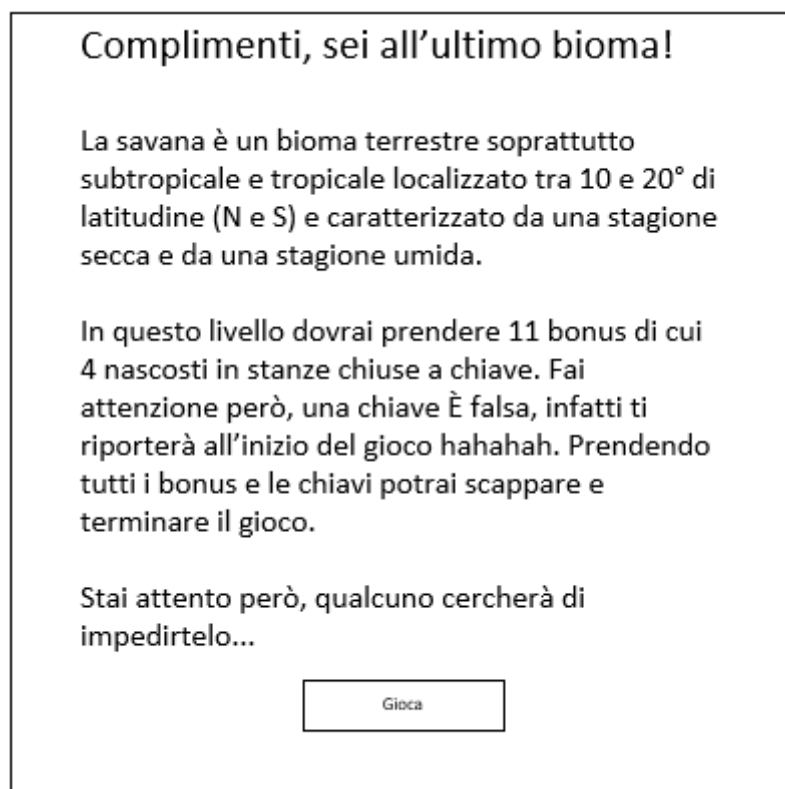 Complimenti, sei all'ultimo bioma!
La savana è un bioma terrestre soprattutto
subtropicale e tropicale localizzato tra 10 e 20° di
latitudine (N e S) e caratterizzato da una stagione
secca e da una stagione umida.
In questo livello dovrai prendere 11 bonus di cui
4 nascosti in stanze chiuse a chiave. Fai
attenzione però, una chiave È falsa, infatti ti
riporterà all'inizio del gioco hahahah. Prendendo
tutti i bonus e le chiavi potrai scappare e
terminare il gioco.
Stai attento però, qualcuno cercherà di
impedirtelo...
Gioca